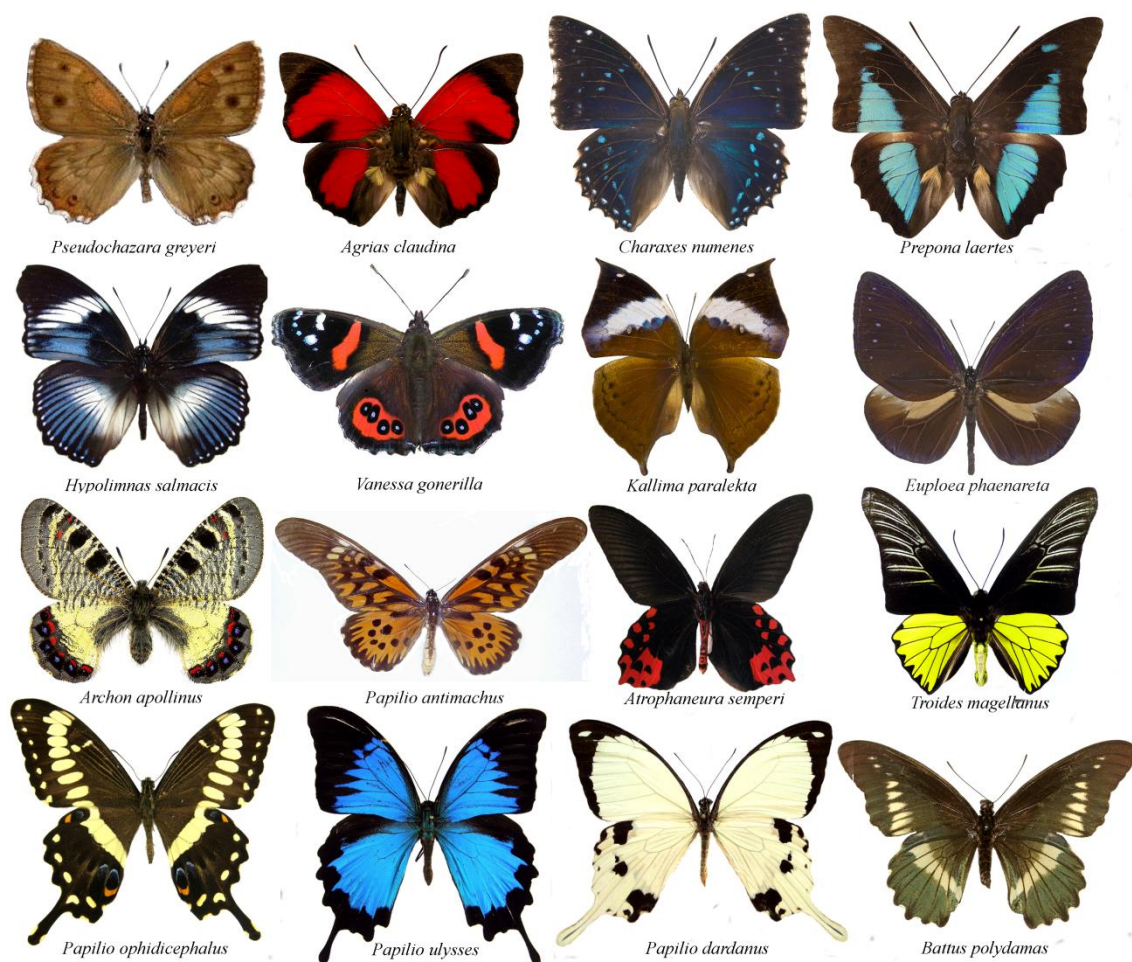 Pseudochazara greyeri
Agrias claudina
Charaxes numenes
Prepona laertes
Hypolimnas salmacis
Vanessa gonerilla
Kallima paralekta
Euploea phaenareta
Archon apollinus
Papilio antimachus
Atrophaneura semperi
Troides magellanus
Papilio ophidicephalus
Papilio ulysses
Papilio dardanus
Battus polydamas